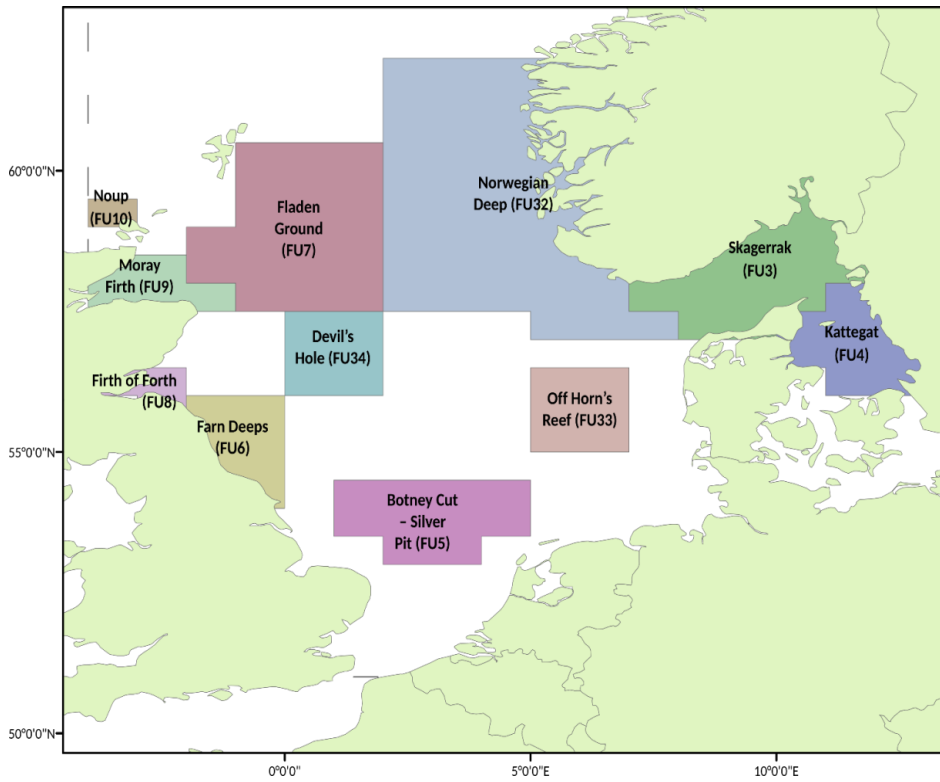 60°0'0"N
55°0'0"N
50°0'0"N
Noup
(FU10)
Fladen
Ground
(FU7)
Norwegian
Deep (FU32)
Skagerrak
(FU3)
Moray
Firth (FU9)
Devil's
Hole (FU34)
Kattegat
(FU4)
Firth of Forth
(FU8)
Farn Deeps
(FU6)
Off Horn's
Reef (FU33)
Botney Cut
– Silver
Pit (FU5)
0°0'0"
5°0'0"E
10°0'0"E